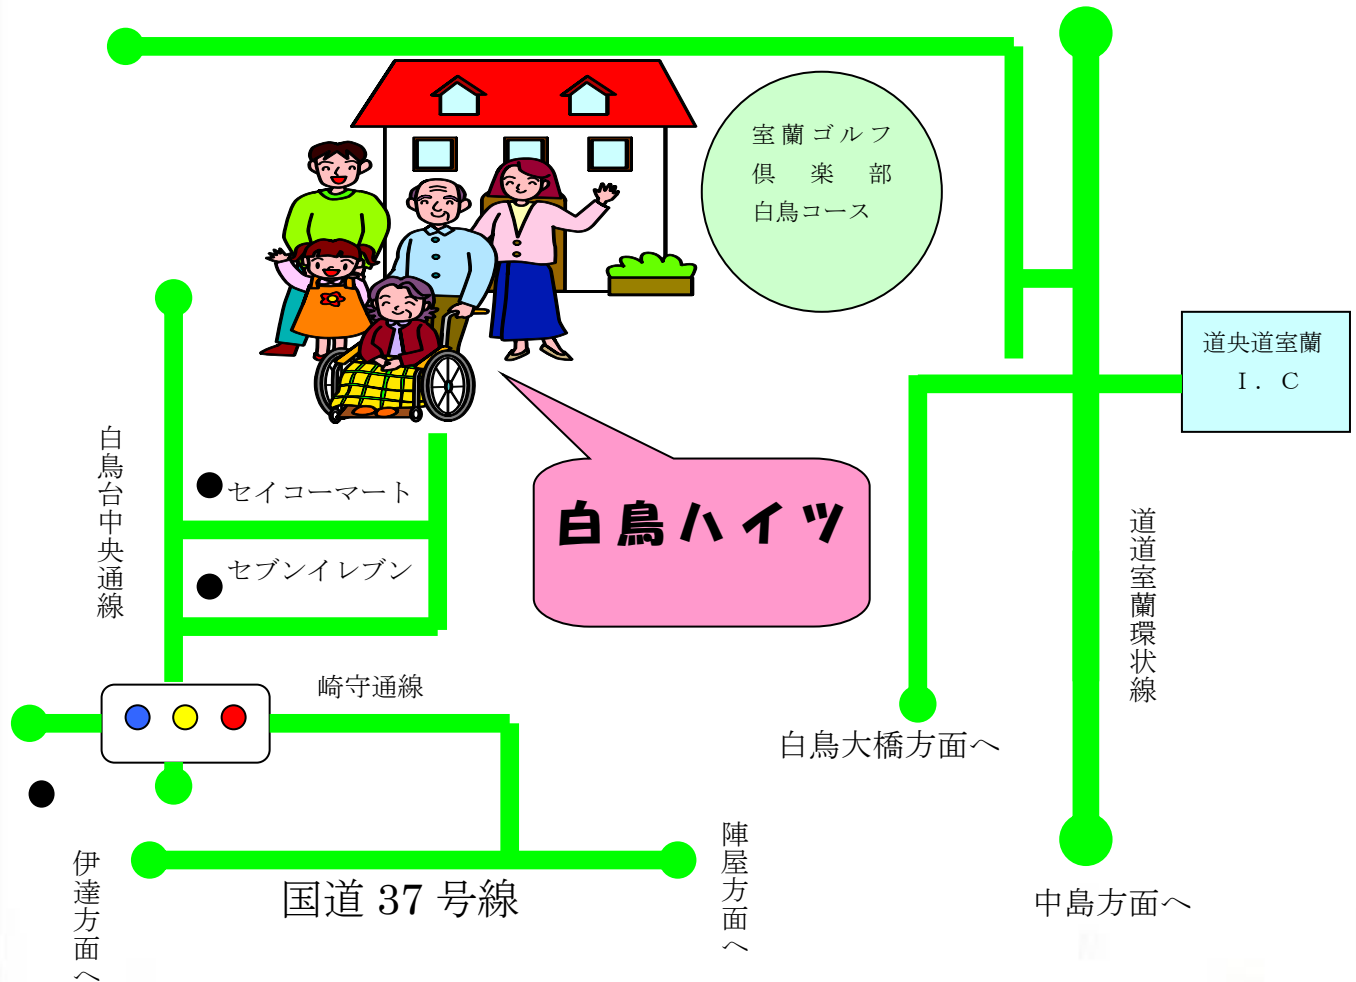 室蘭ゴルフ
倶楽部
白鳥コース
道央道室蘭
I．C
白鳥台中央通線
セイコーマート
セブンイレブン
白鳥ハイツ
道道室蘭環状線
崎守通線
白鳥大橋方面へ
伊達方面へ
国道 37 号線
陣屋方面へ
中島方面へ